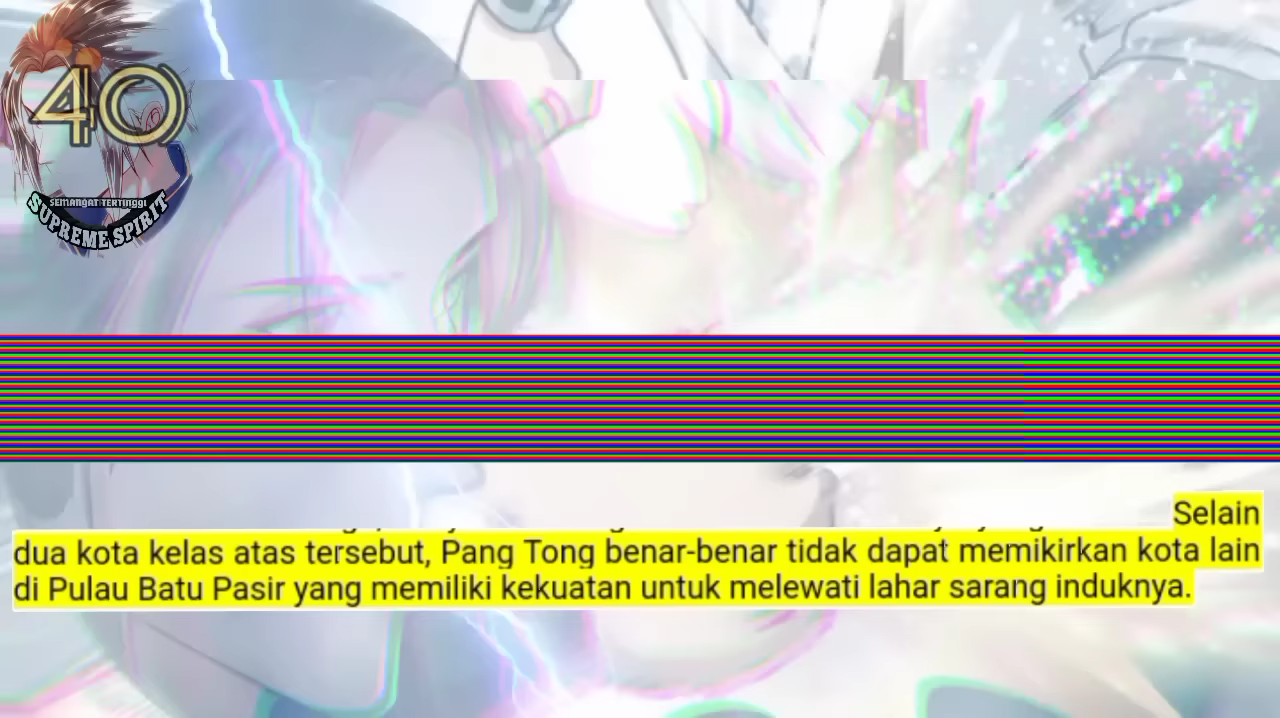 40
SEMANGAT TERTINGGI
SUPREME SPIRIT
Selain
dua kota kelas atas tersebut, Pang Tong benar-benar tidak dapat memikirkan kota lain
di Pulau Batu Pasir yang memiliki kekuatan untuk melewati lahar sarang induknya.